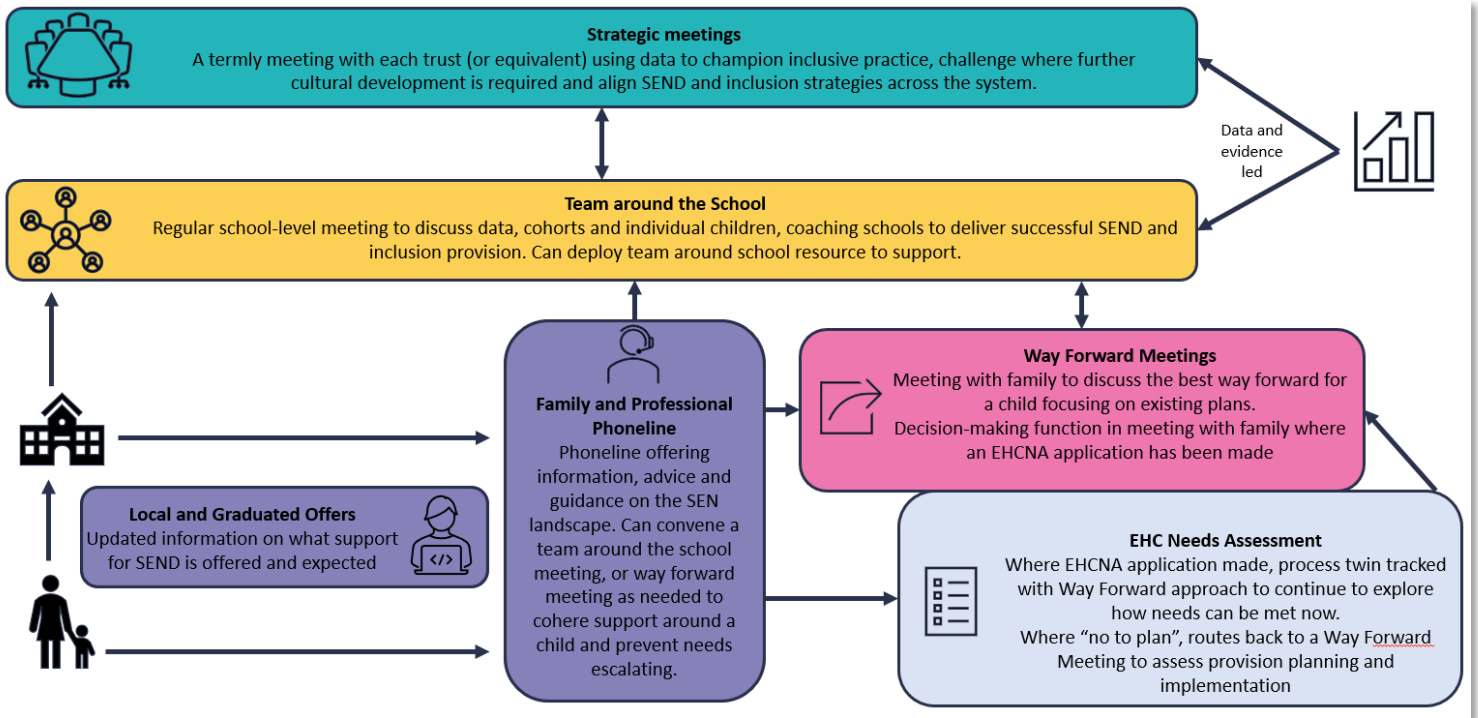 Strategic meetings
A termly meeting with each trust (or equivalent) using data to champion inclusive practice, challenge where further
cultural development is required and align SEND and inclusion strategies across the system.
Data and
evidence
led
Team around the School
Regular school-level meeting to discuss data, cohorts and individual children, coaching schools to deliver successful SEND and
inclusion provision. Can deploy team around school resource to support.
Family and Professional
Phoneline
Phoneline offering
information, advice and
guidance on the SEN
landscape. Can convene a
team around the school
meeting, or way forward
meeting as needed to
cohere support around a
child and prevent needs
escalating.
Way Forward Meetings
Meeting with family to discuss the best way forward for
a child focusing on existing plans.
Decision-making function in meeting with family where
an EHCNA application has been made
Local and Graduated Offers
Updated information on what support
for SEND is offered and expected
</>
EHC Needs Assessment
Where EHCNA application made, process twin tracked
with Way Forward approach to continue to explore
how needs can be met now.
Where “no to plan”, routes back to a Way Forward
Meeting to assess provision planning and
implementation